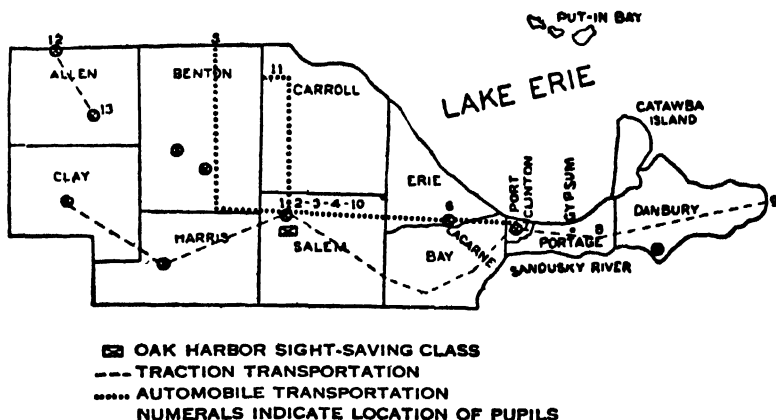 PUT-IN BAY
12
5
ALLEN
BENTON
11
CARROLL
LAKE ERIE
CATAWBA
ISLAND
13
CLAY
ERIE
PORT
CLINTON
GYPSUM
1-2-3-4-10
6
DANBURY
9
HARRIS
SALEM
BAY
LACARNE
PORTAGE
8
SANDUSKY RIVER
OAK HARBOR SIGHT-SAVING CLASS
TRACTION TRANSPORTATION
AUTOMOBILE TRANSPORTATION
NUMERALS INDICATE LOCATION OF PUPILS